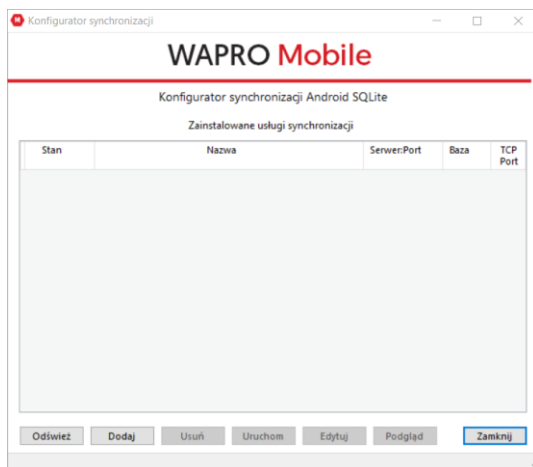 Konfigurator synchronizacji
WAPRO Mobile
Konfigurator synchronizacji Android SQLite
Zainstalowane usługi synchronizacji
Stan Nazwa Serwer:Port Baza TCP
Port
Odśwież Dodaj Usuń Uruchom Edytuj Podgląd Zamknij